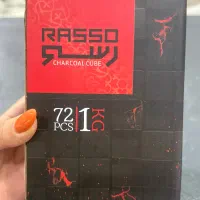 RASSO
رسو
CHARCOAL CUBE
72 PCS 1 KG